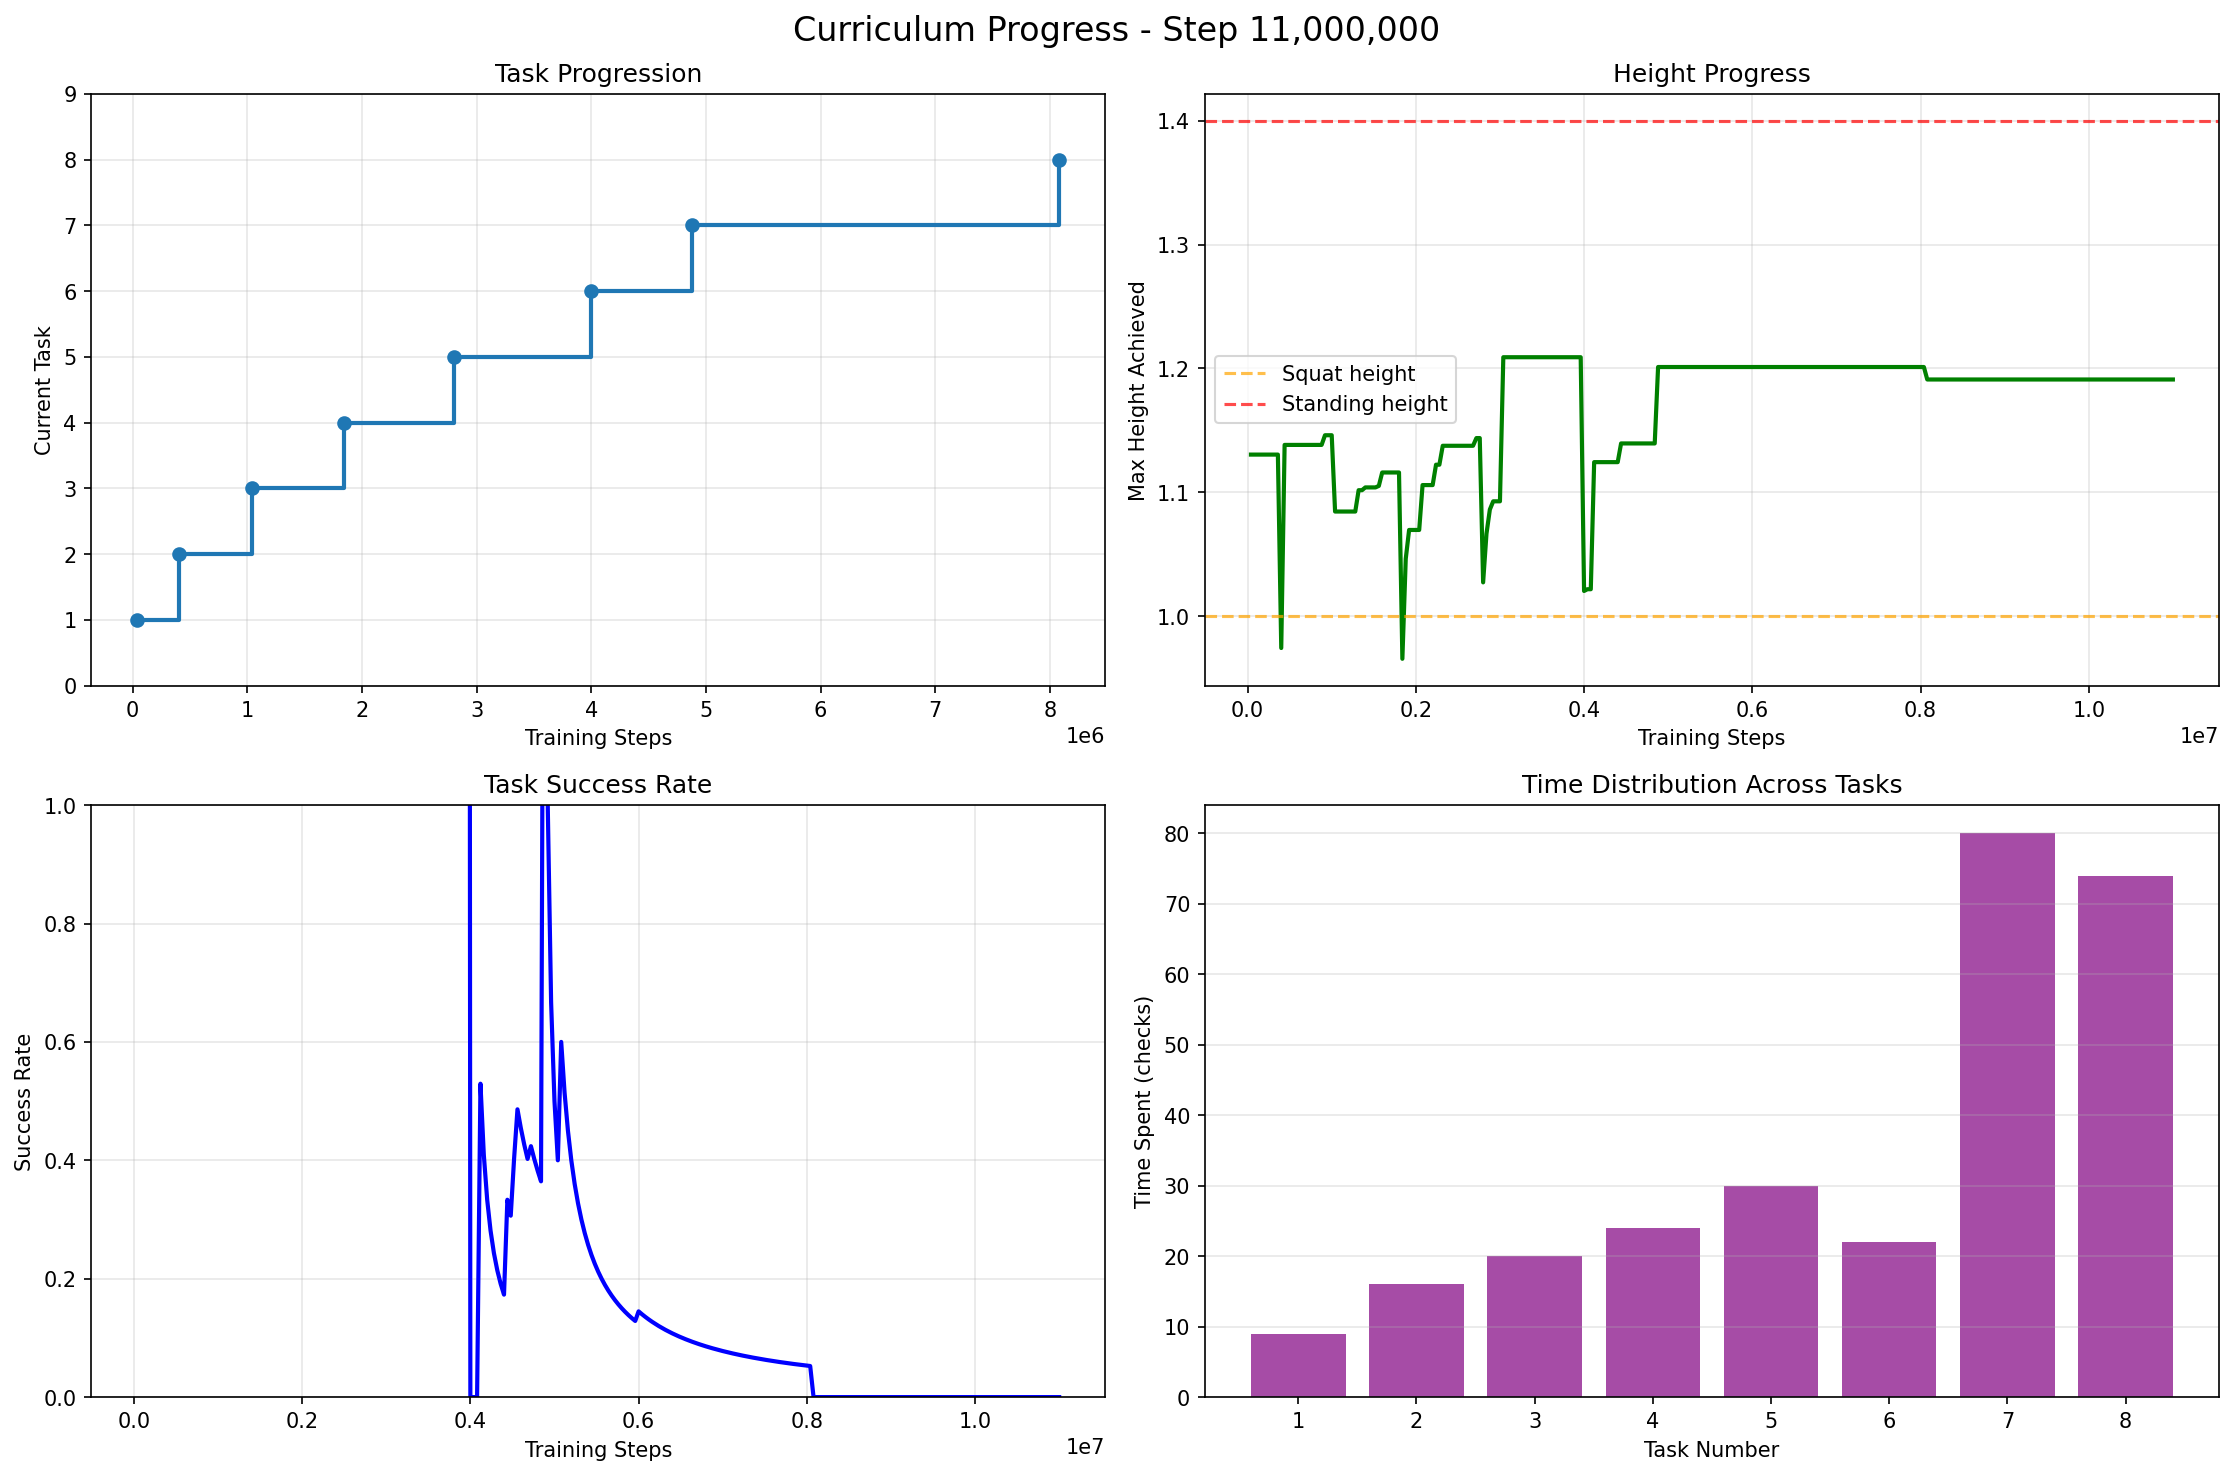 Curriculum Progress - Step 11,000,000
Task Progression
9
8
7
6
5
4
3
2
1
0
Current Task
0 1 2 3 4 5 6 7 8
1e6
Training Steps
Height Progress
1.4
1.3
1.2
1.1
1.0
Max Height Achieved
Squat height
Standing height
0.0 0.2 0.4 0.6 0.8 1.0
1e7
Training Steps
Task Success Rate
1.0
0.8
0.6
0.4
0.2
0.0
Success Rate
0.0 0.2 0.4 0.6 0.8 1.0
1e7
Training Steps
Time Distribution Across Tasks
80
70
60
50
40
30
20
10
0
Time Spent (checks)
1 2 3 4 5 6 7 8
Task Number